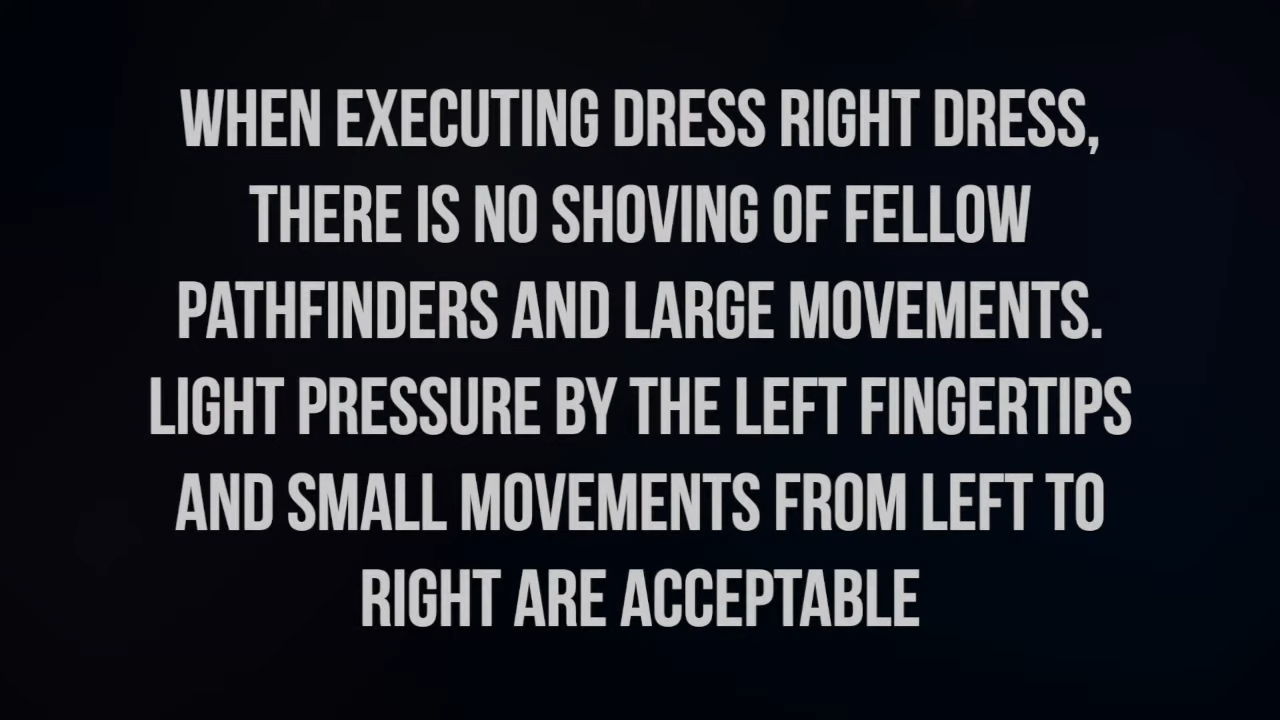 WHEN EXECUTING DRESS RIGHT DRESS,
THERE IS NO SHOVING OF FELLOW
PATHFINDERS AND LARGE MOVEMENTS.
LIGHT PRESSURE BY THE LEFT FINGERTIPS
AND SMALL MOVEMENTS FROM LEFT TO
RIGHT ARE ACCEPTABLE